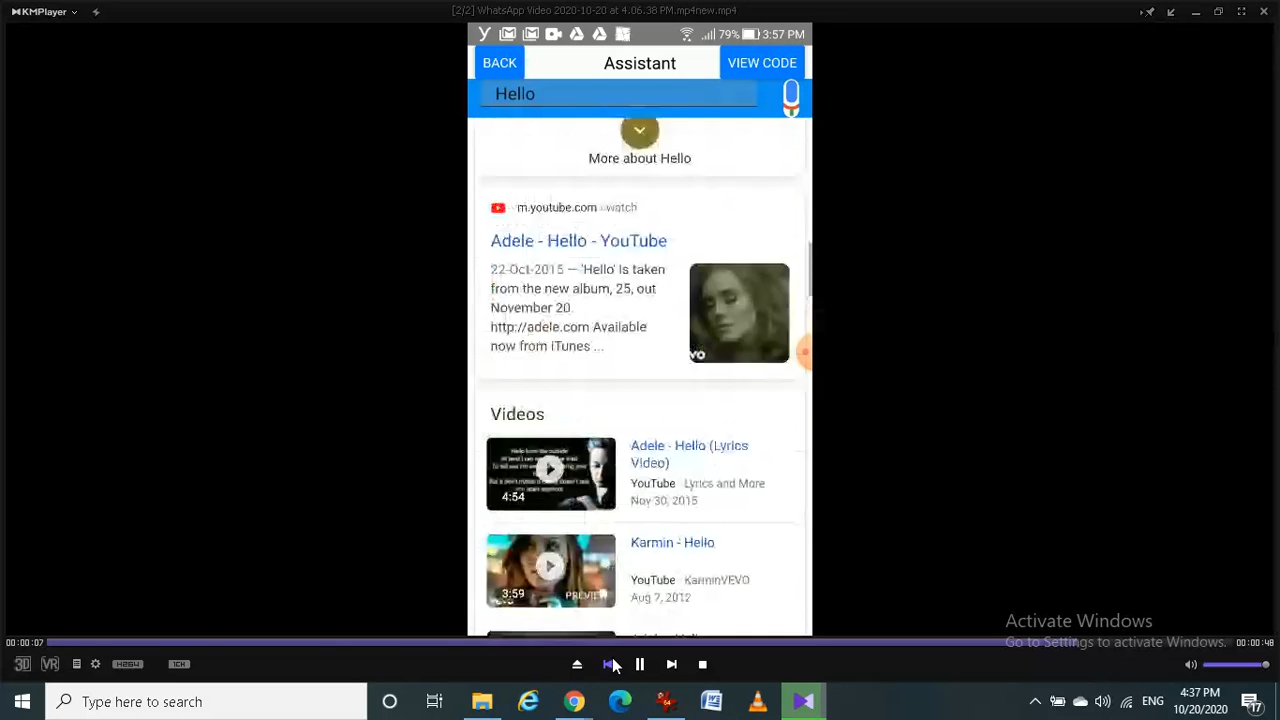 KMPlayer
[2/2] WhatsApp Video 2020-10-20 at 4.06.38 PM.mp4new.mp4
79% 3:57 PM
BACK
Assistant
VIEW CODE
Hello
More about Hello
m.youtube.com watch
Adele - Hello - YouTube
22-Oct-2015 — 'Hello' is taken
from the new album, 25, out
November 20.
http://adele.com Available
now from iTunes ...
Videos
4:54
Adele - Hello (Lyrics
Video)
YouTube Lyrics and More
Nov 30, 2015
3:59
PREVIEW
Karmin - Hello
YouTube KarminVEVO
Aug 7, 2012
Activate Windows
Go to Settings to activate Windows.
00:00:02
00:00:48
3D VR H264 1CH
Type here to search
64
ENG
4:37 PM
10/20/2020
17